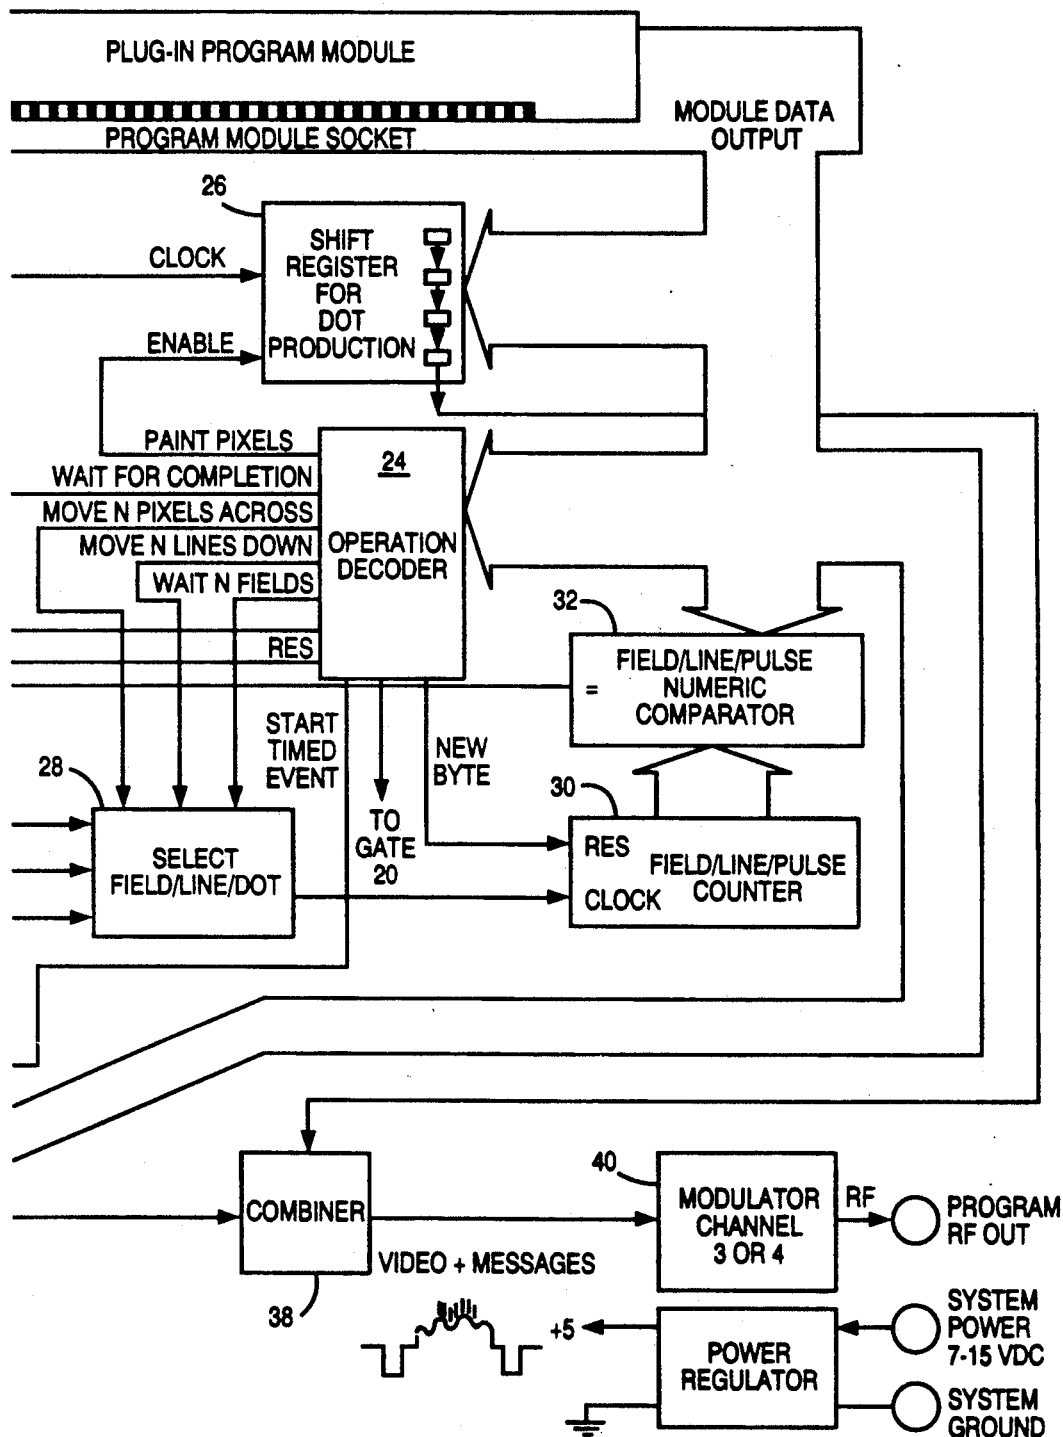 PLUG-IN PROGRAM MODULE
PROGRAM MODULE SOCKET
MODULE DATA
OUTPUT
26
SHIFT
REGISTER
FOR
DOT
PRODUCTION
CLOCK
ENABLE
PAINT PIXELS
WAIT FOR COMPLETION
MOVE N PIXELS ACROSS
MOVE N LINES DOWN
WAIT N FIELDS
RES
24
OPERATION
DECODER
32
FIELD/LINE/PULSE
NUMERIC
COMPARATOR
=
START
TIMED
EVENT
NEW
BYTE
TO
GATE
20
28
SELECT
FIELD/LINE/DOT
30
RES
FIELD/LINE/PULSE
COUNTER
CLOCK
COMBINER
38
VIDEO + MESSAGES
40
MODULATOR
CHANNEL
3 OR 4
RF
PROGRAM
RF OUT
+5
POWER
REGULATOR
SYSTEM
POWER
7-15 VDC
SYSTEM
GROUND